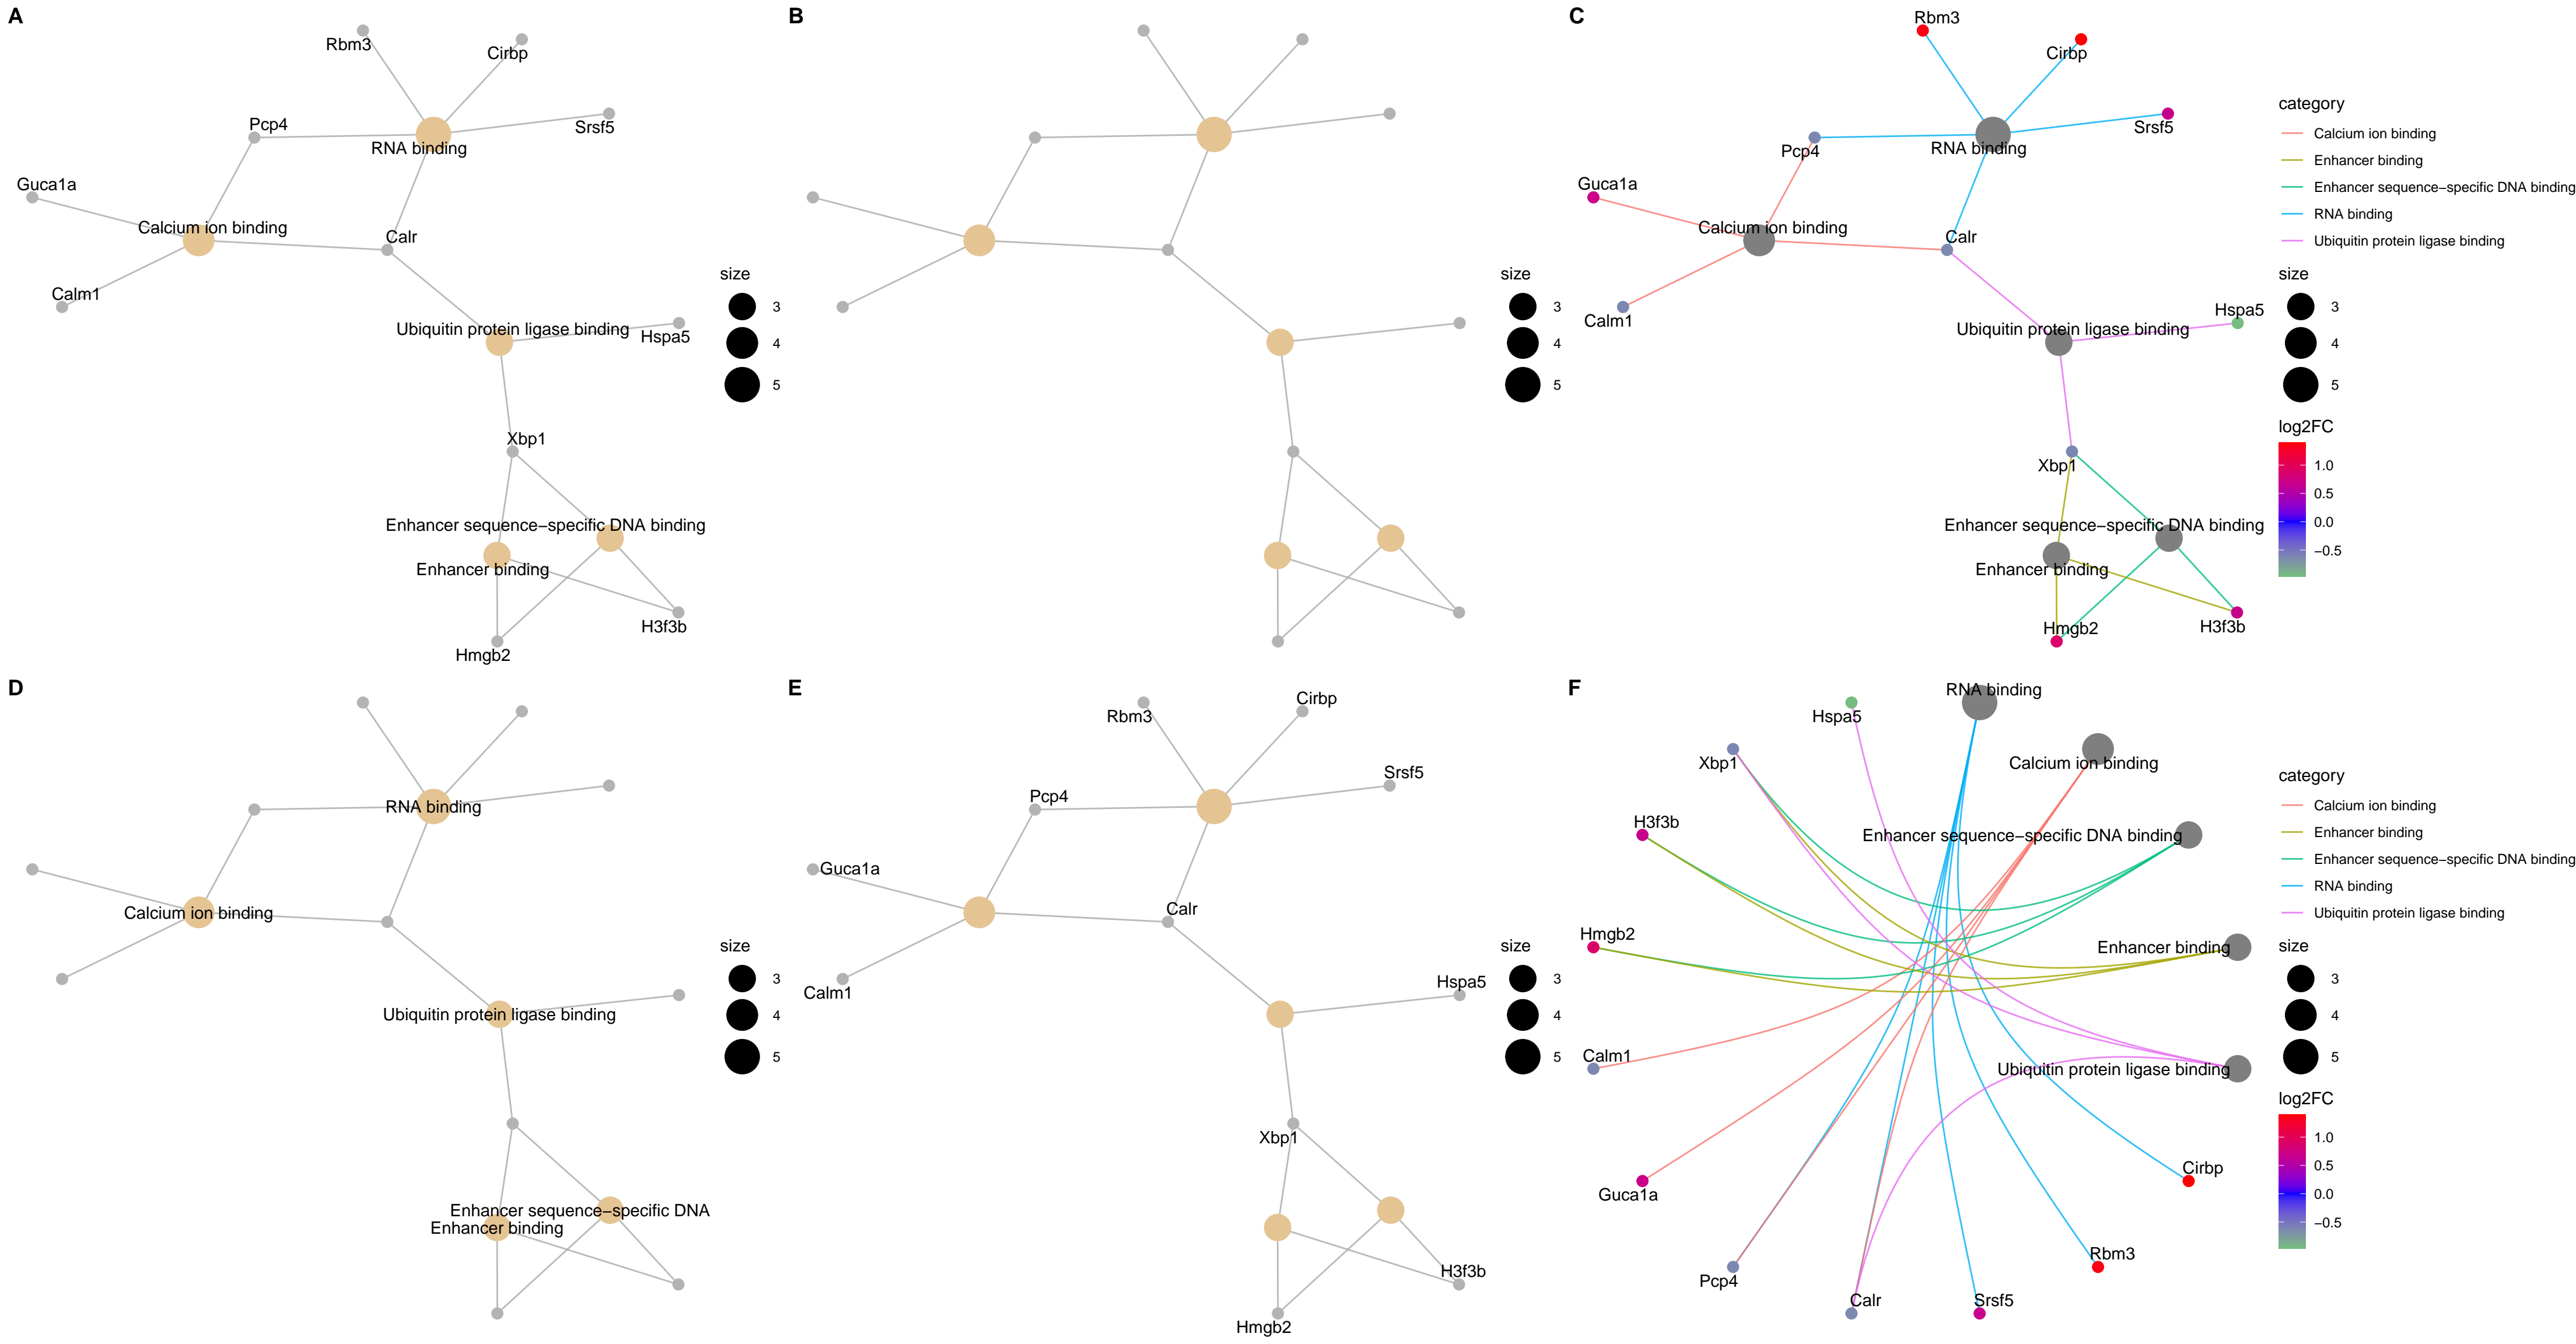 A
Rbm3
Cirbp
Pcp4
Srsf5
RNA binding
Guca1a
Calcium ion binding
Calr
Calm1
Ubiquitin protein ligase binding
Hspa5
Xbp1
Enhancer sequence−specific DNA binding
Enhancer binding
H3f3b
Hmgb2
size
3
4
5
B
size
3
4
5
C
Rbm3
Cirbp
Srsf5
Pcp4
RNA binding
Guca1a
Calcium ion binding
Calr
Calm1
Hspa5
Ubiquitin protein ligase binding
Xbp1
Enhancer sequence−specific DNA binding
Enhancer binding
Hmgb2
H3f3b
category
Calcium ion binding
Enhancer binding
Enhancer sequence−specific DNA binding
RNA binding
Ubiquitin protein ligase binding
size
3
4
5
log2FC
1.0
0.5
0.0
−0.5
D
RNA binding
Calcium ion binding
Ubiquitin protein ligase binding
Enhancer sequence−specific DNA
Enhancer binding
size
3
4
5
E
Cirbp
Rbm3
Srsf5
Pcp4
Guca1a
Calr
Calm1
Hspa5
Xbp1
H3f3b
Hmgb2
size
3
4
5
F
RNA binding
Hspa5
Xbp1
Calcium ion binding
H3f3b
Enhancer sequence−specific DNA binding
Hmgb2
Enhancer binding
Calm1
Ubiquitin protein ligase binding
Cirbp
Guca1a
Rbm3
Pcp4
Calr
Srsf5
category
Calcium ion binding
Enhancer binding
Enhancer sequence−specific DNA binding
RNA binding
Ubiquitin protein ligase binding
size
3
4
5
log2FC
1.0
0.5
0.0
−0.5